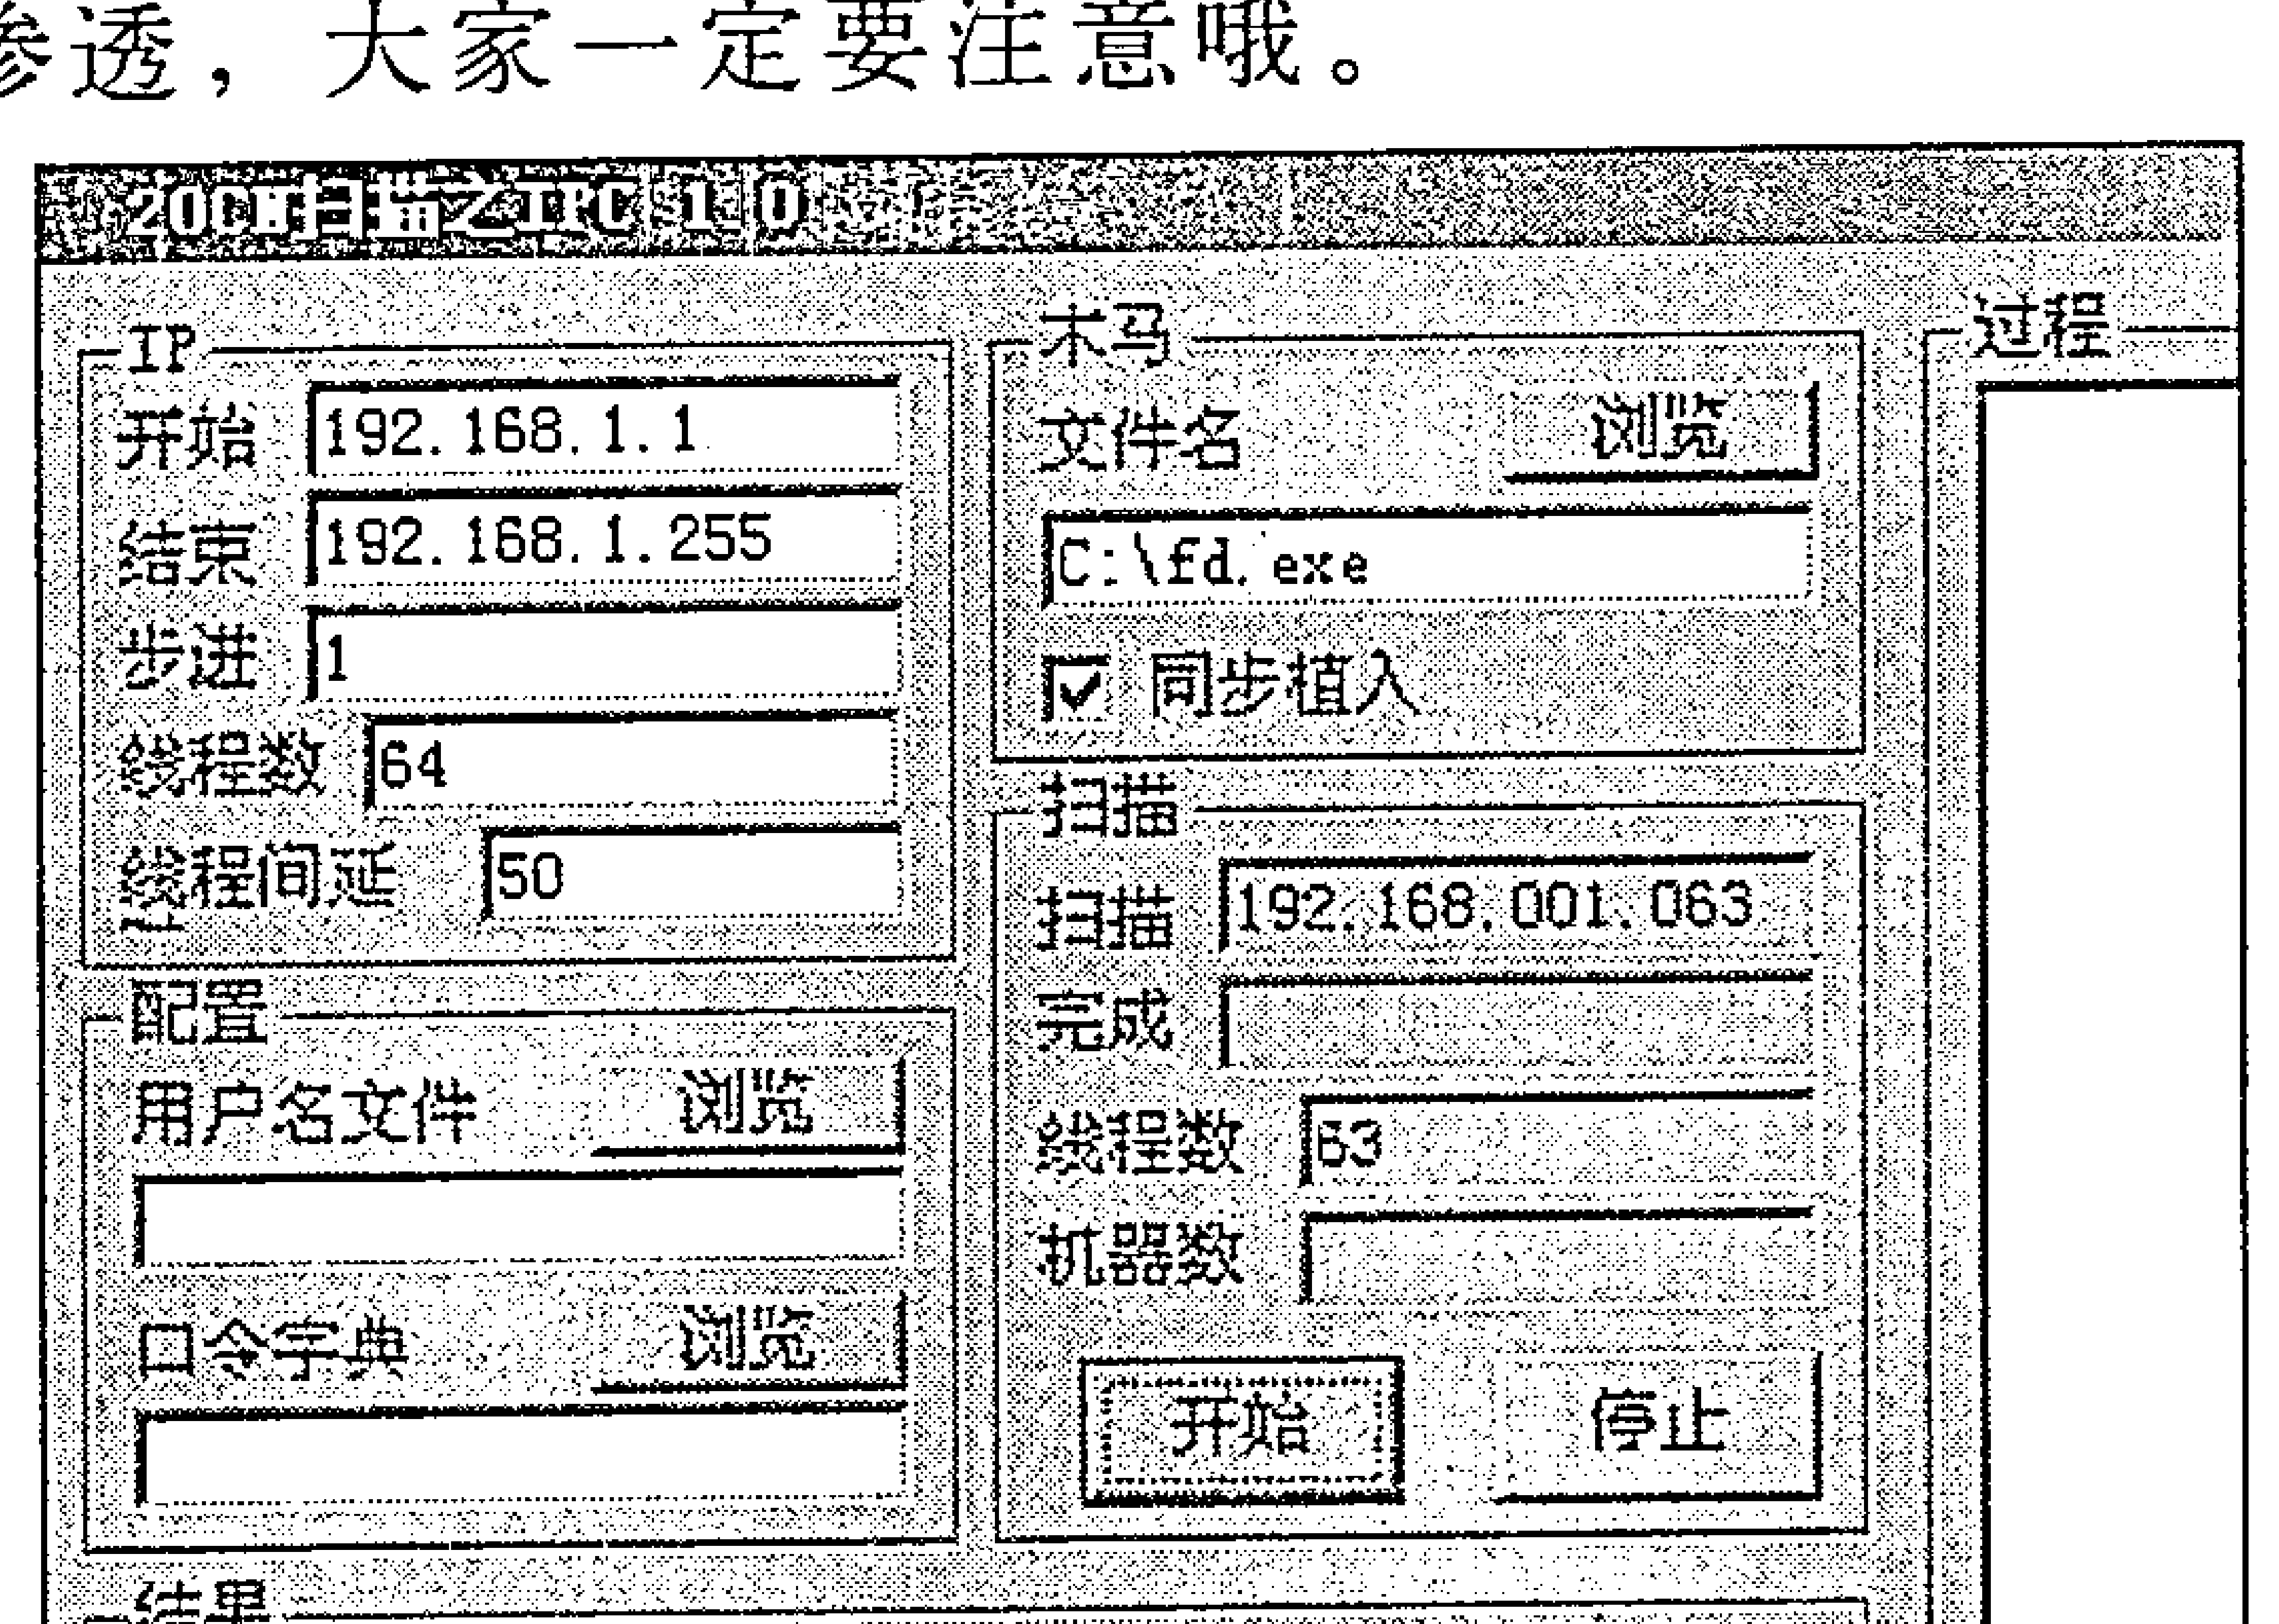 渗透，大家一定要注意哦。
20CN扫描之IPC 1.0
IP
开始 192.168.1.1
结束 192.168.1.255
步进 1
线程数 64
线程间延 50
配置
用户名文件 浏览
口令字典 浏览
木马
文件名 浏览
C:\fd.exe
同步植入
扫描
扫描 192.168.001.063
完成
线程数 63
机器数
开始 停止
过程
结果